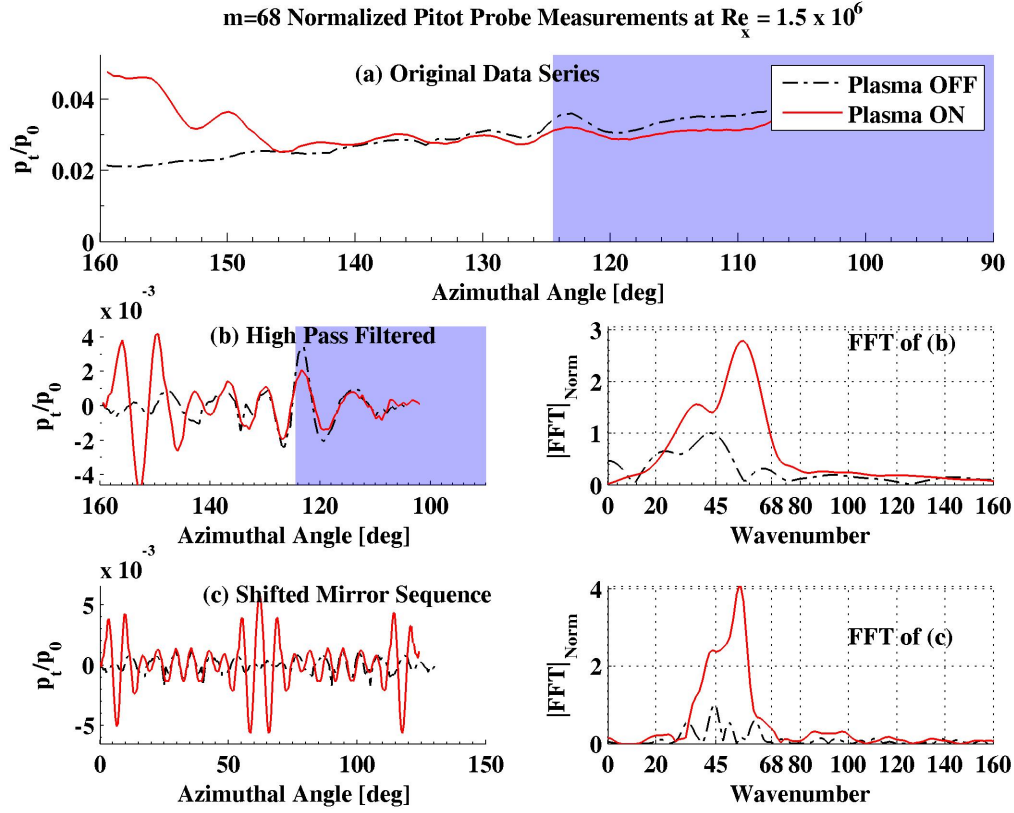 m=68 Normalized Pitot Probe Measurements at Re_x = 1.5 x 10^6
(a) Original Data Series
Plasma OFF
Plasma ON
p_t/p_0
0.04
0.02
0
160 150 140 130 120 110 100 90
Azimuthal Angle [deg]
x 10^-3
(b) High Pass Filtered
p_t/p_0
4
2
0
-2
-4
160 140 120 100
Azimuthal Angle [deg]
FFT of (b)
|FFT|_Norm
3
2
1
0
0 20 45 68 80 100 120 140 160
Wavenumber
x 10^-3
(c) Shifted Mirror Sequence
p_t/p_0
5
0
-5
0 50 100 150
Azimuthal Angle [deg]
FFT of (c)
|FFT|_Norm
4
2
0
0 20 45 68 80 100 120 140 160
Wavenumber